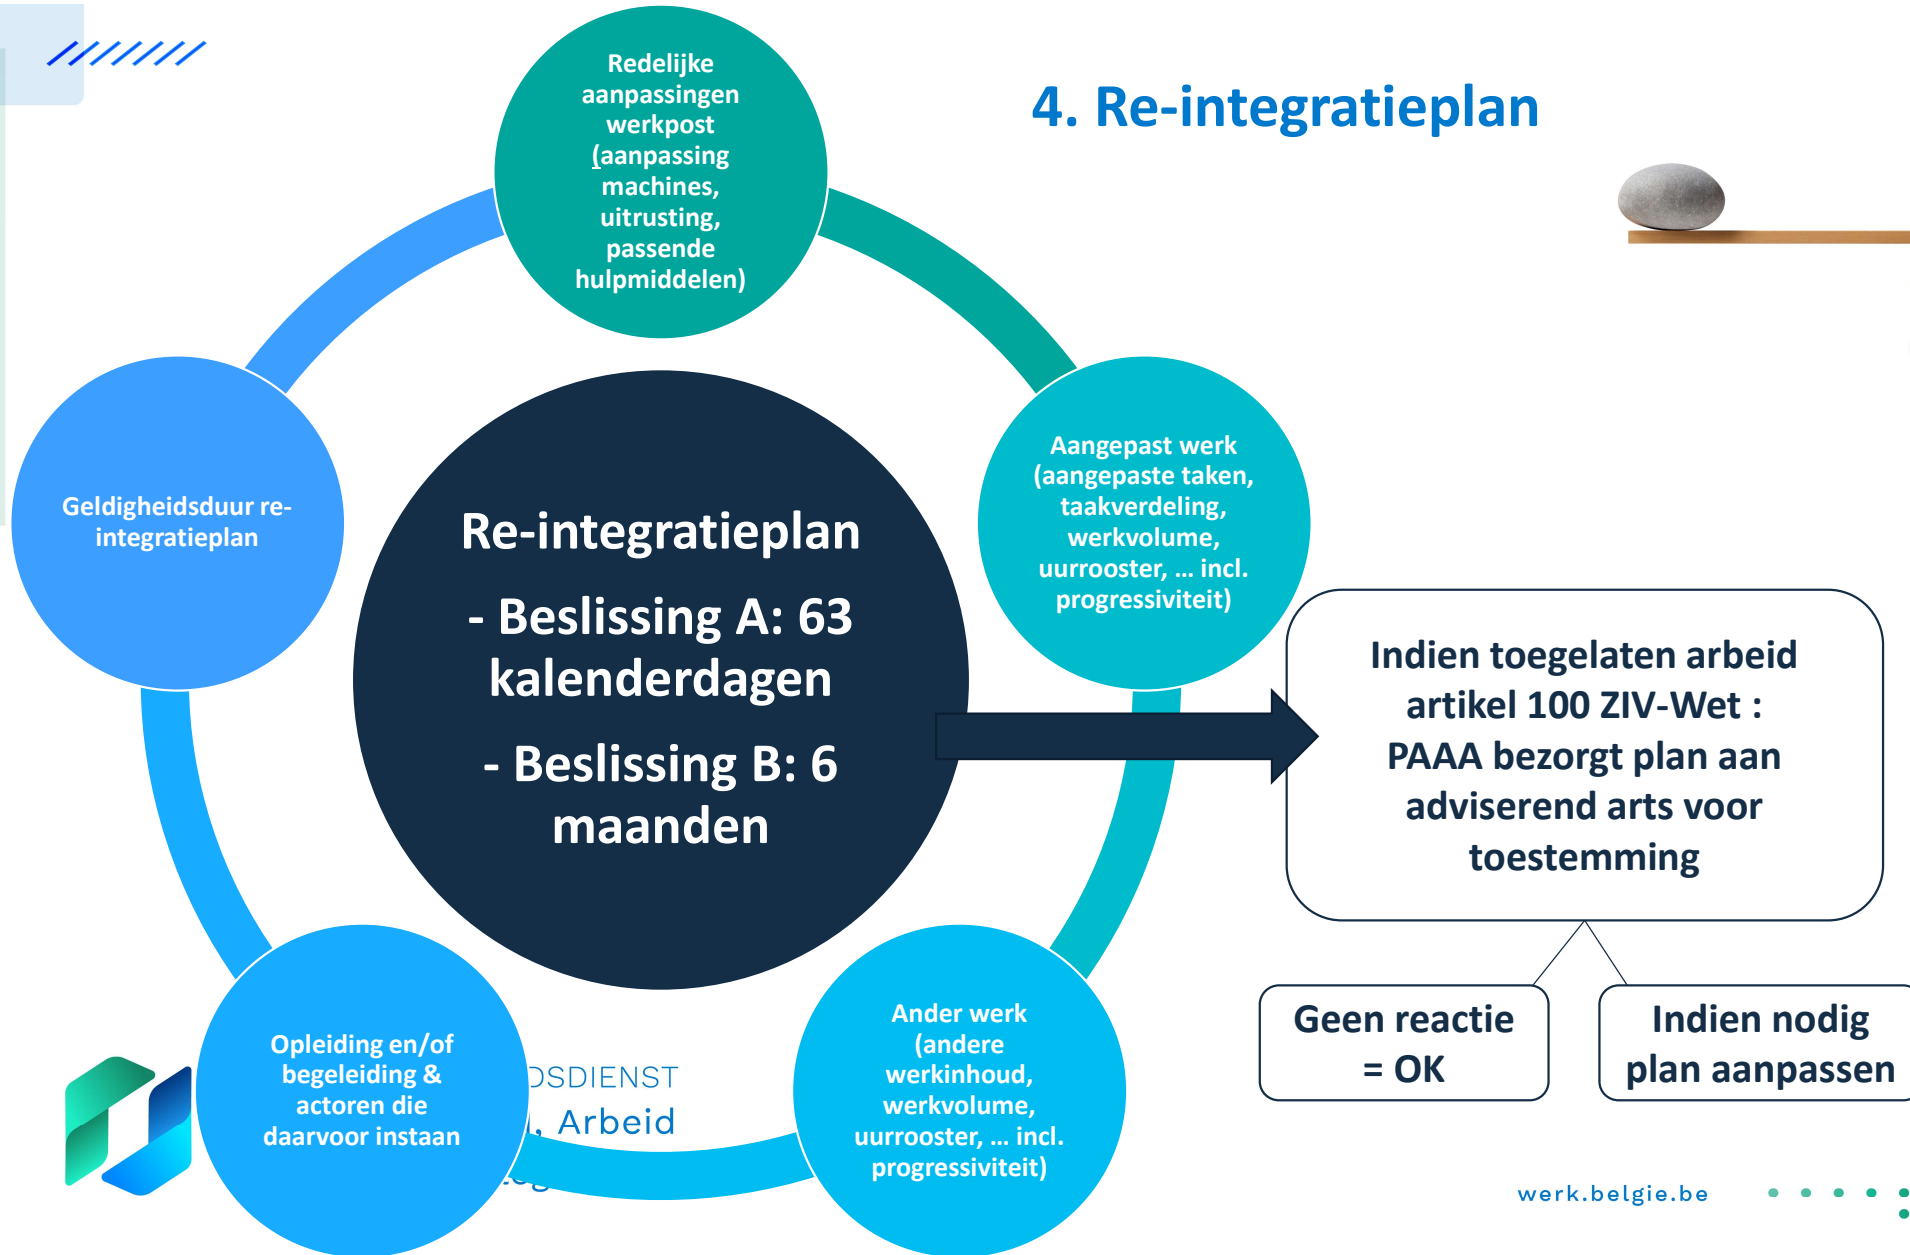 4. Re-integratieplan
Redelijke
aanpassingen
werkpost
(aanpassing
machines,
uitrusting,
passende
hulpmiddelen)
Aangepast werk
(aangepaste taken,
taakverdeling,
werkvolume,
uurrooster, ... incl.
progressiviteit)
Ander werk
(andere
werkinhoud,
werkvolume,
uurrooster, ... incl.
progressiviteit)
Opleiding en/of
begeleiding &
actoren die
daarvoor instaan
Geldigheidsduur re-
integratieplan
Re-integratieplan
- Beslissing A: 63
kalenderdagen
- Beslissing B: 6
maanden
Indien toegelaten arbeid
artikel 100 ZIV-Wet :
PAAA bezorgt plan aan
adviserend arts voor
toestemming
Geen reactie
= OK
Indien nodig
plan aanpassen
DSDIENST
, Arbeid
werk.belgie.be